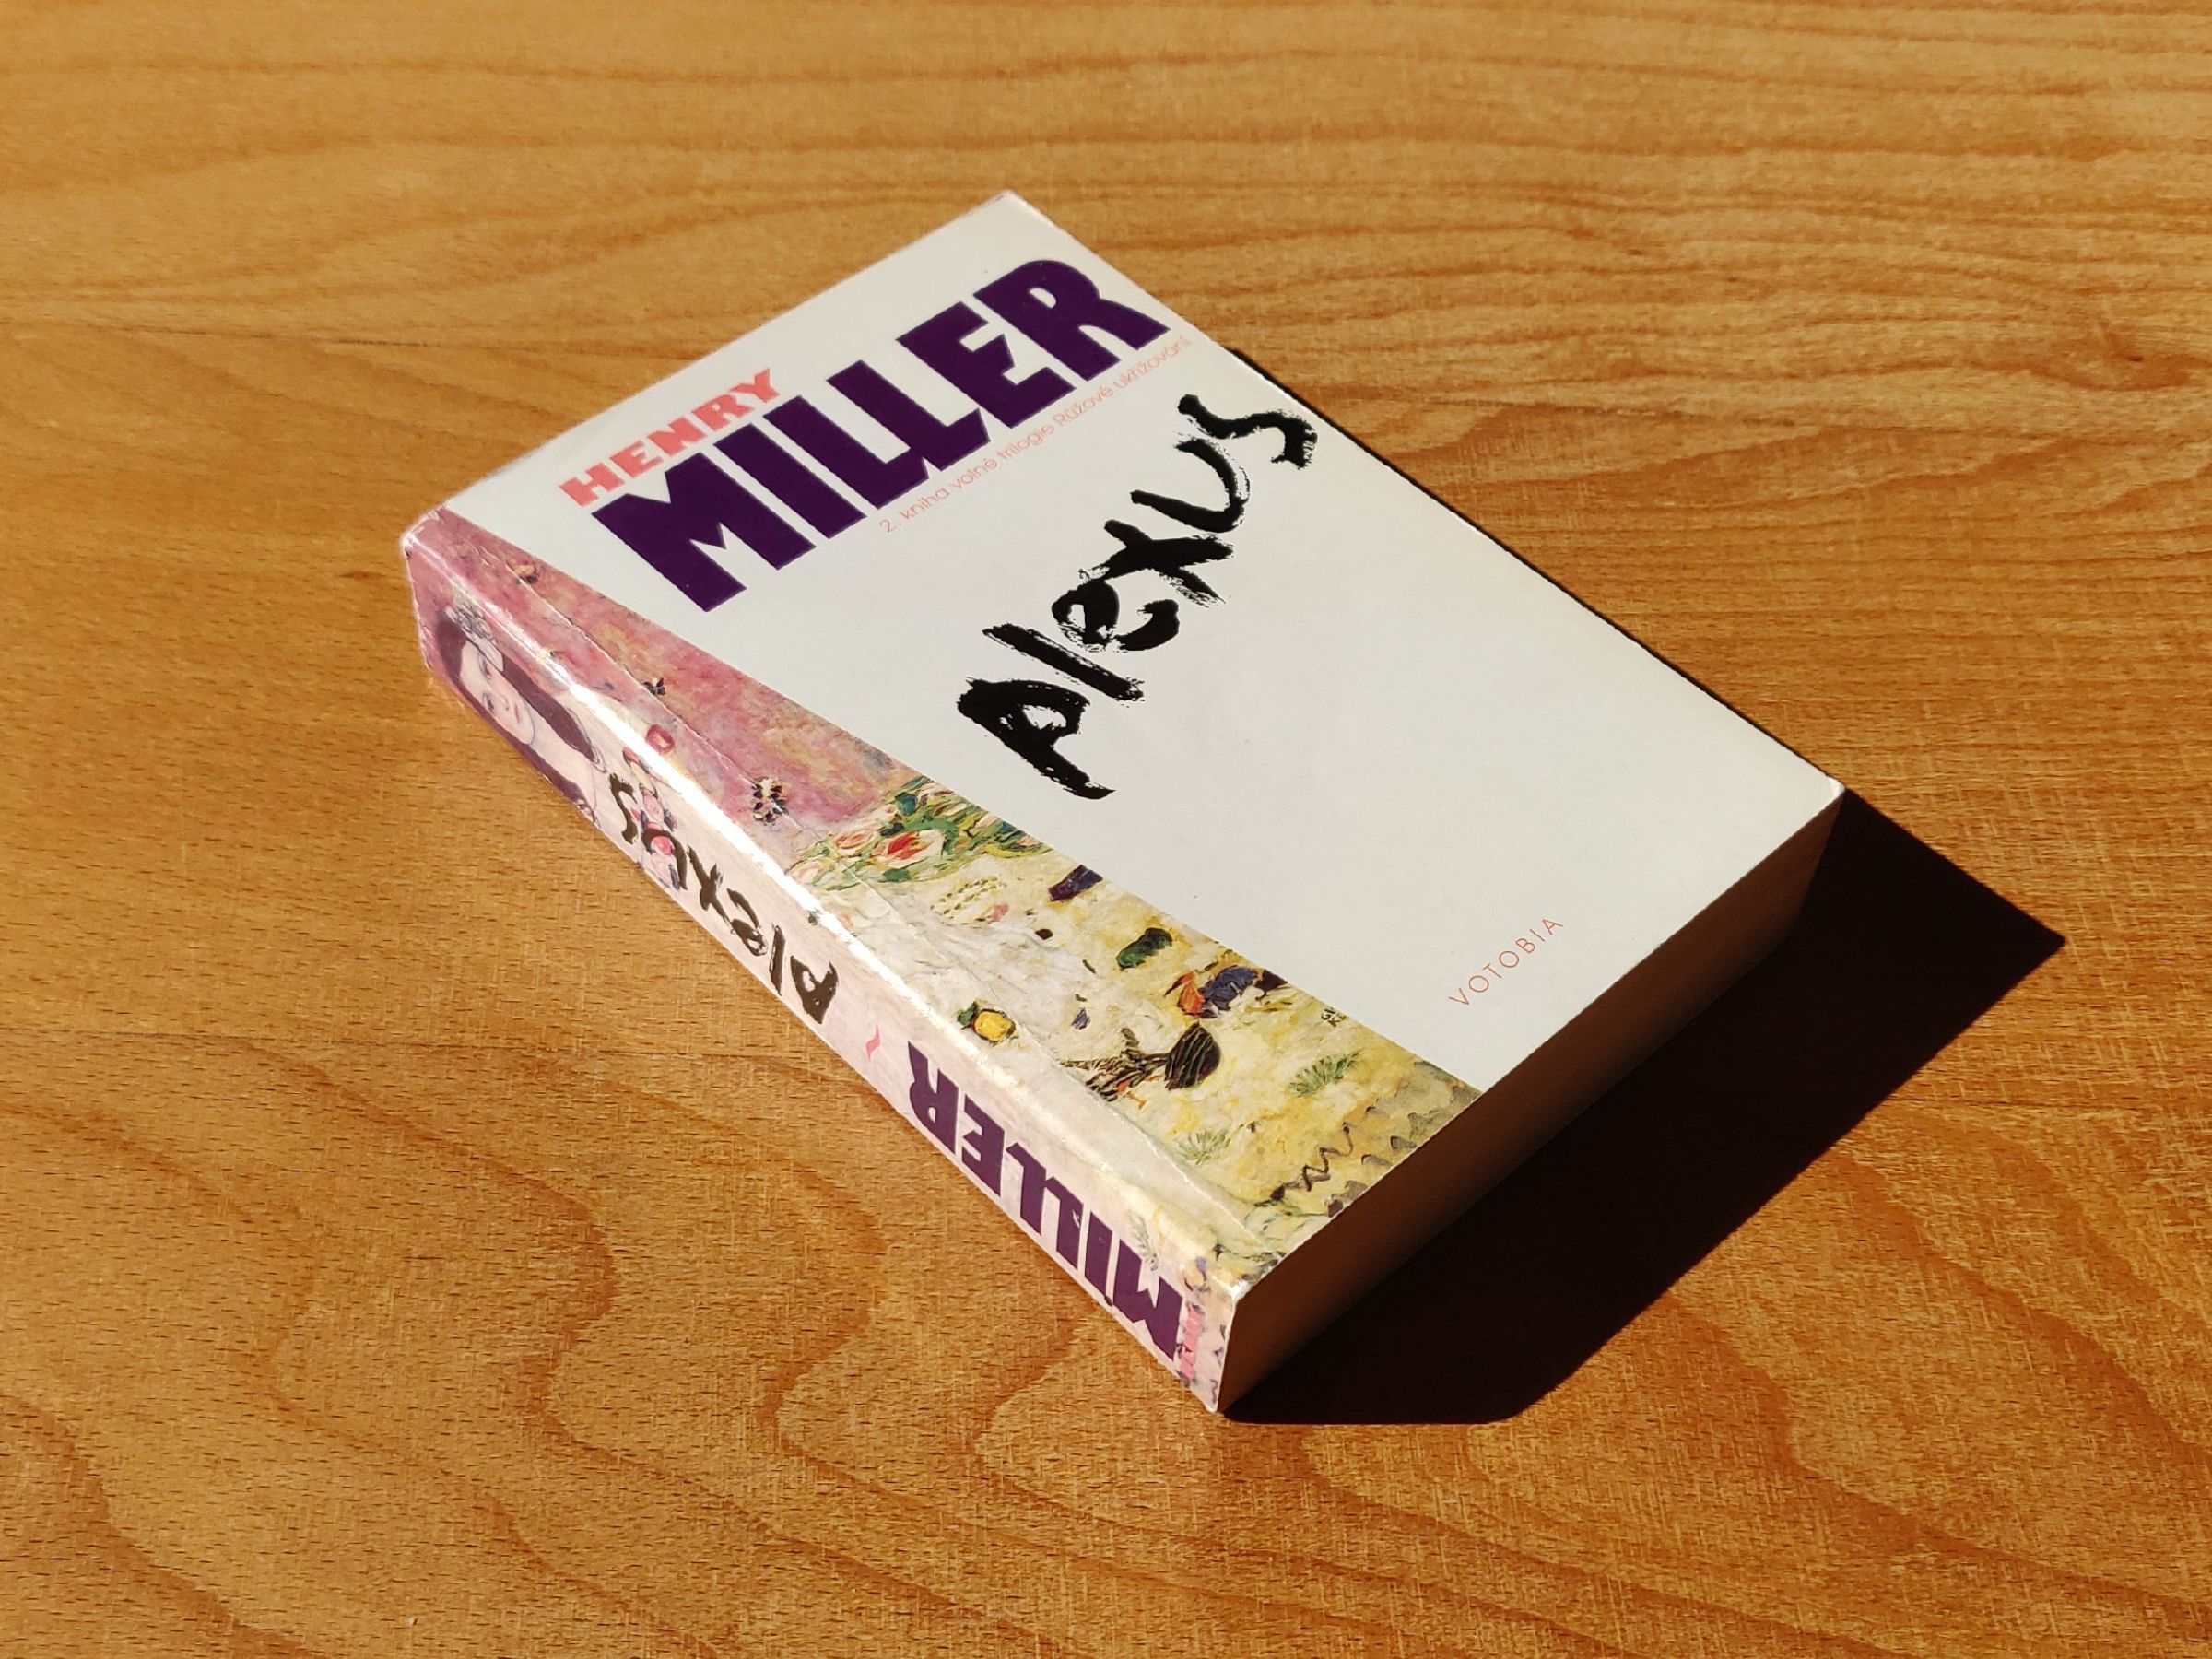 HENRY
MILLER
2. kniha volné trilogie Růžové ukřižování
plexus
VOTOBIA
MILLER ~ plexus